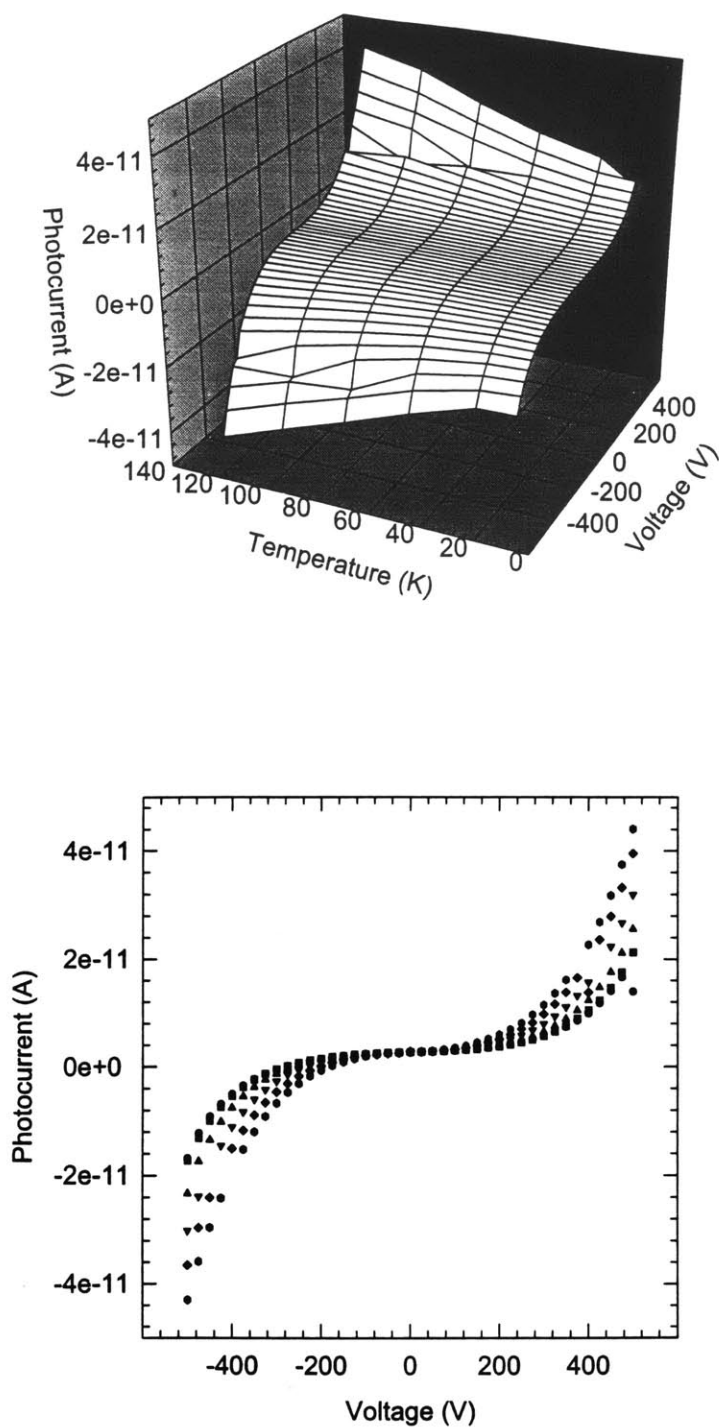 4e-11
2e-11
0e+0
-2e-11
-4e-11
Photocurrent (A)
140
120
100
80
60
40
20
0
Temperature (K)
400
200
0
-200
-400
Voltage (V)
4e-11
2e-11
0e+0
-2e-11
-4e-11
Photocurrent (A)
-400
-200
0
200
400
Voltage (V)